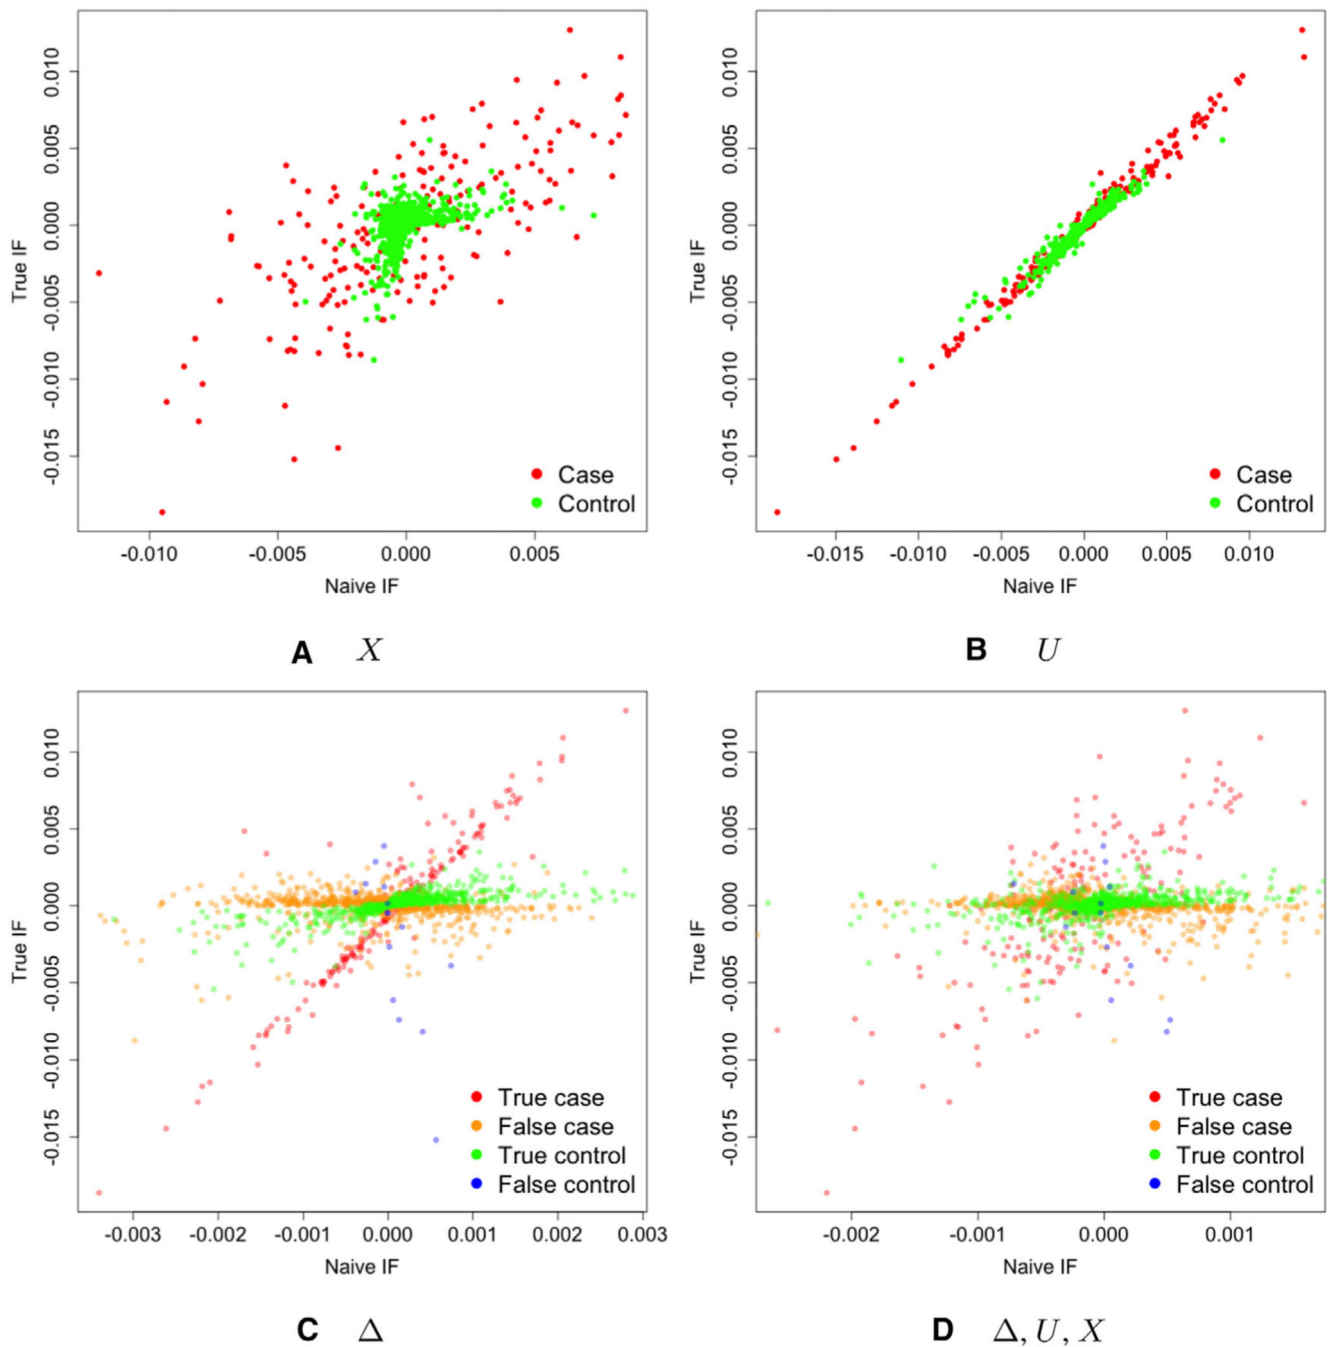 0.010
0.005
0.000
-0.005
-0.010
-0.015
True IF
Case
Control
-0.010 -0.005 0.000 0.005
Naive IF
A X
0.010
0.005
0.000
-0.005
-0.010
-0.015
True IF
Case
Control
-0.015 -0.010 -0.005 0.000 0.005 0.010
Naive IF
B U
0.010
0.005
0.000
-0.005
-0.010
-0.015
True IF
True case
False case
True control
False control
-0.003 -0.002 -0.001 0.000 0.001 0.002 0.003
Naive IF
C Δ
0.010
0.005
0.000
-0.005
-0.010
-0.015
True IF
True case
False case
True control
False control
-0.002 -0.001 0.000 0.001
Naive IF
D Δ, U, X